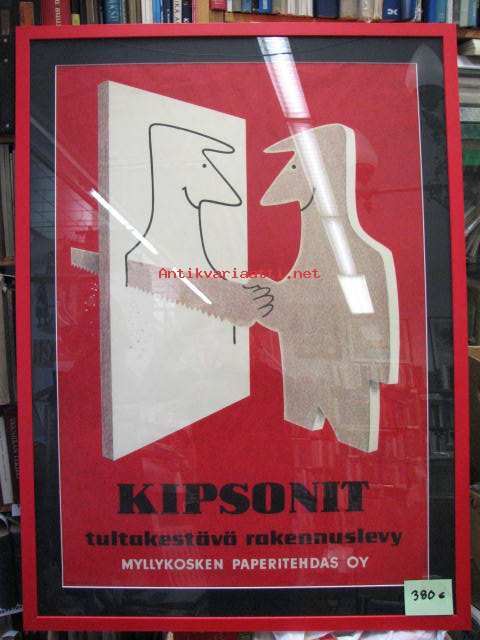 Antikvariaatti.net
KIPSONIT
tultakestävä rakennuslevy
MYLLYKOSKEN PAPERITEHDAS OY
380 €